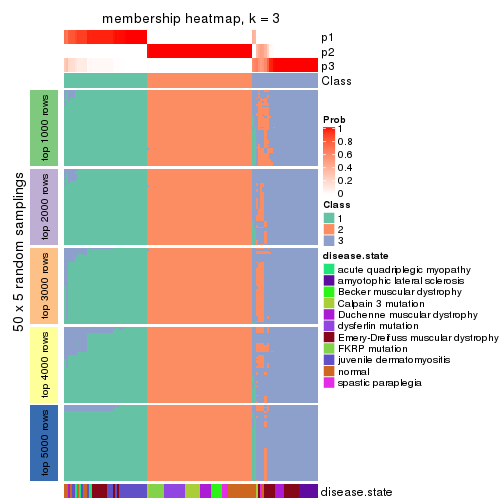 membership heatmap, k = 3
p1
p2
p3
Class
50 x 5 random samplings
top 1000 rows
top 2000 rows
top 3000 rows
top 4000 rows
top 5000 rows
disease.state
Prob
1
0.8
0.6
0.4
0.2
0
Class
1
2
3
disease.state
acute quadriplegic myopathy
amyotophic lateral sclerosis
Becker muscular dystrophy
Calpain 3 mutation
Duchenne muscular dystrophy
dysferlin mutation
Emery-Dreifuss muscular dystrophy
FKRP mutation
juvenile dermatomyositis
normal
spastic paraplegia